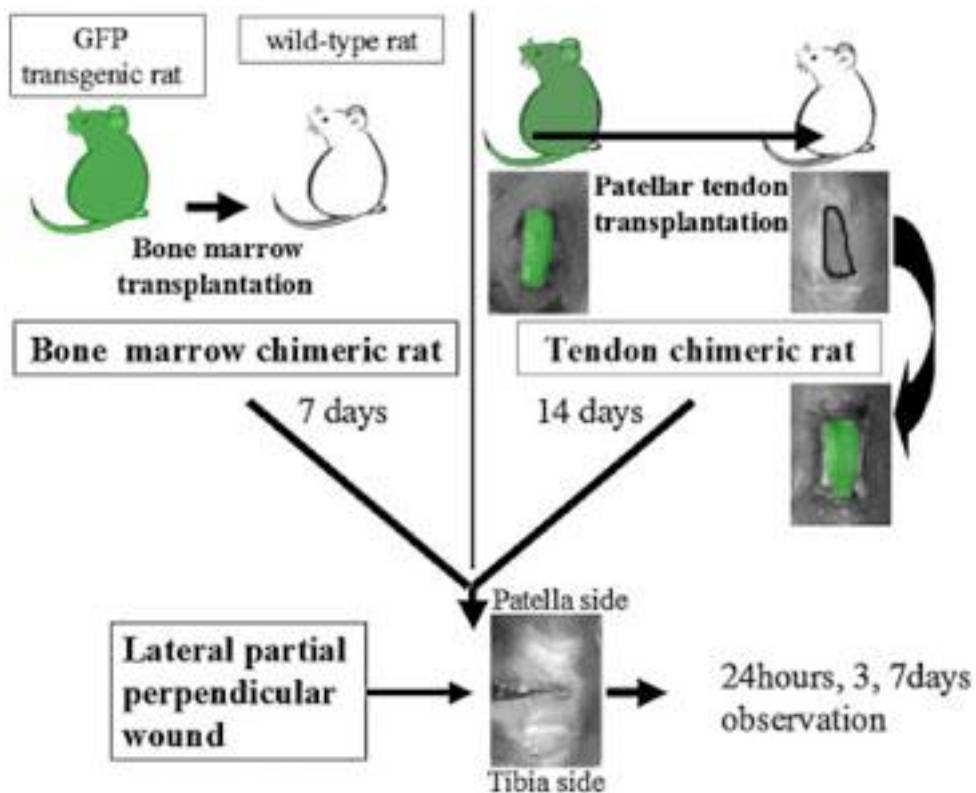 GFP
transgenic rat
wild-type rat
Bone marrow
transplantation
Bone marrow chimeric rat
7 days
Patellar tendon
transplantation
Tendon chimeric rat
14 days
Lateral partial
perpendicular
wound
Patella side
Tibia side
24hours, 3, 7days
observation